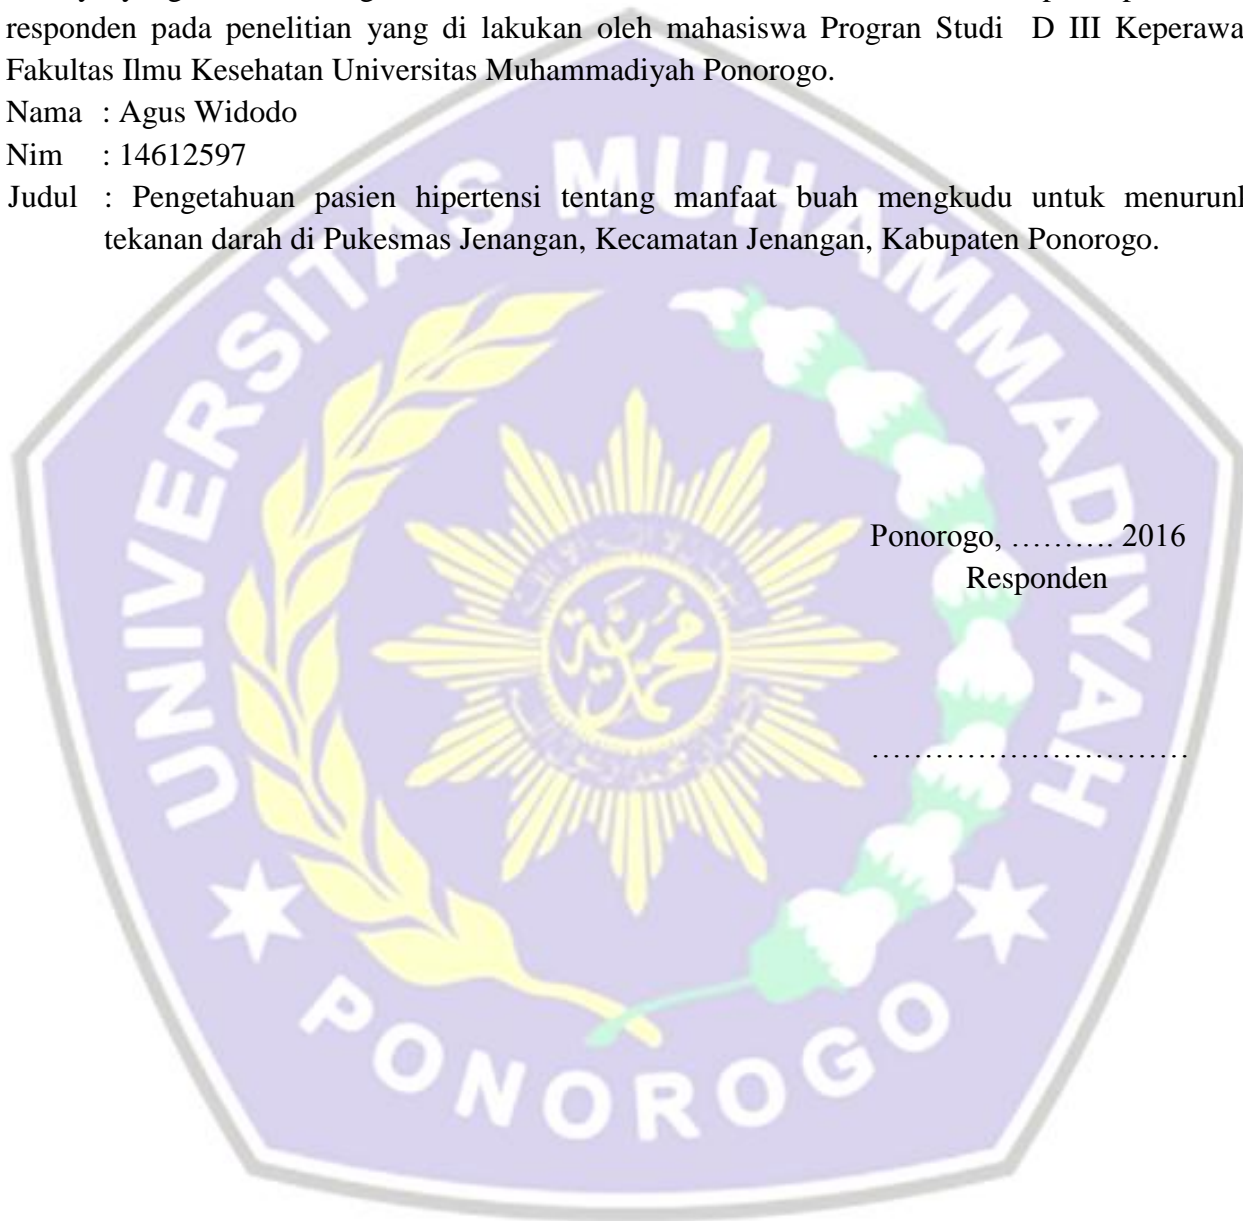 responden pada penelitian yang di lakukan oleh mahasiswa Progran Studi D III Keperawa
Fakultas Ilmu Kesehatan Universitas Muhammadiyah Ponorogo.
Nama : Agus Widodo
Nim : 14612597
Judul : Pengetahuan pasien hipertensi tentang manfaat buah mengkudu untuk menurun
tekanan darah di Pukesmas Jenangan, Kecamatan Jenangan, Kabupaten Ponorogo.
UNIVERSITAS MUHAMMADIYAH
Ponorogo, ………. 2016
Responden
محمدية
…………………………
PONOROGO